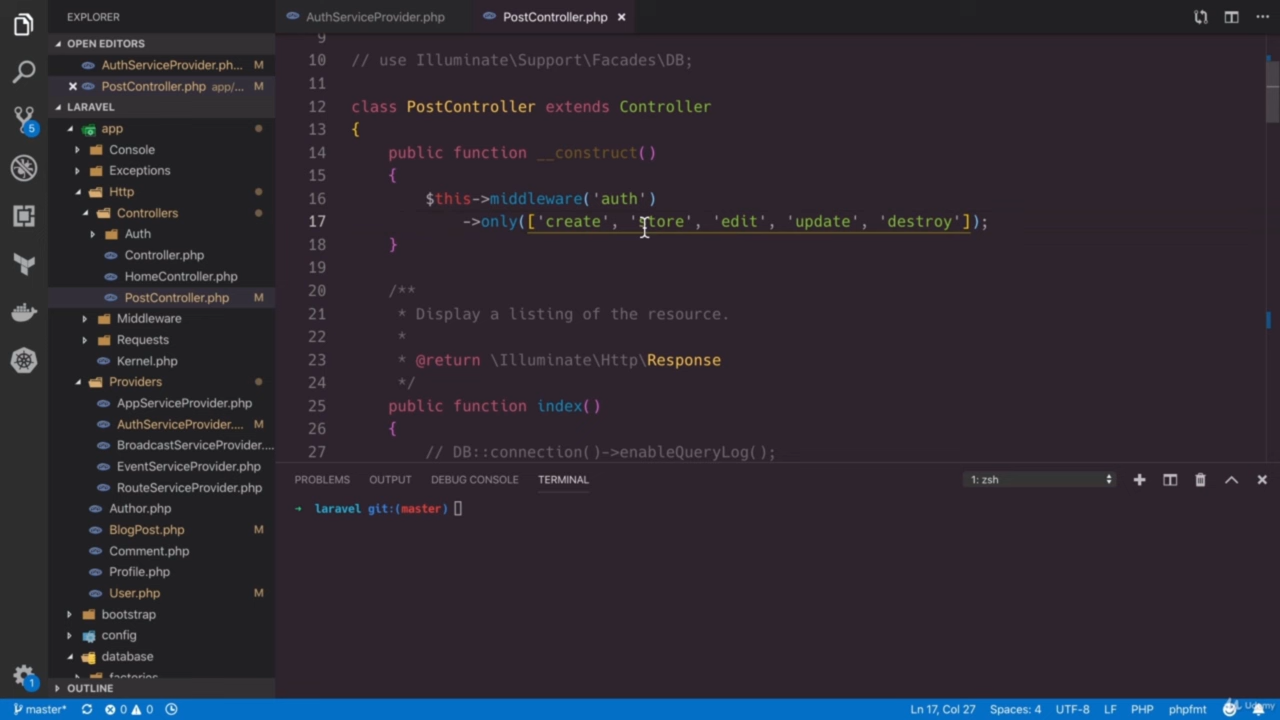 EXPLORER
AuthServiceProvider.php
PostController.php
OPEN EDITORS
AuthServiceProvider.ph... M
PostController.php app/... M
LARAVEL
app
Console
Exceptions
Http
Controllers
Auth
Controller.php
HomeController.php
PostController.php M
Middleware
Requests
Kernel.php
Providers
AppServiceProvider.php
AuthServiceProvider.... M
BroadcastServiceProvider....
EventServiceProvider.php
RouteServiceProvider.php
Author.php
BlogPost.php M
Comment.php
Profile.php
User.php M
bootstrap
config
database
factories
OUTLINE
5
1
9
10 // use Illuminate\Support\Facades\DB;
11
12 class PostController extends Controller
13 {
14 public function __construct()
15 {
16 $this->middleware('auth')
17 ->only(['create', 'store', 'edit', 'update', 'destroy']);
18 }
19
20 /**
21 * Display a listing of the resource.
22 *
23 * @return \Illuminate\Http\Response
24 */
25 public function index()
26 {
27 // DB::connection()->enableQueryLog();
PROBLEMS OUTPUT DEBUG CONSOLE TERMINAL 1: zsh
→ laravel git:(master)
master* 0 0 Ln 17, Col 27 Spaces: 4 UTF-8 LF PHP phpfmt
Udemy